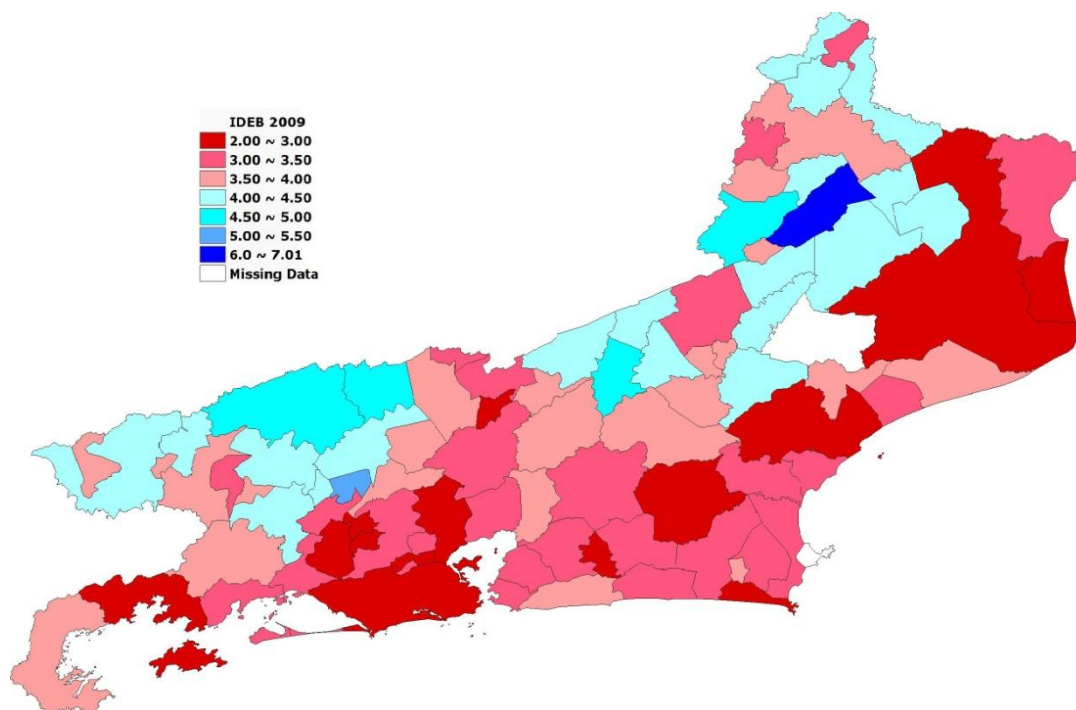 IDEB 2009
2.00 ~ 3.00
3.00 ~ 3.50
3.50 ~ 4.00
4.00 ~ 4.50
4.50 ~ 5.00
5.00 ~ 5.50
6.0 ~ 7.01
Missing Data